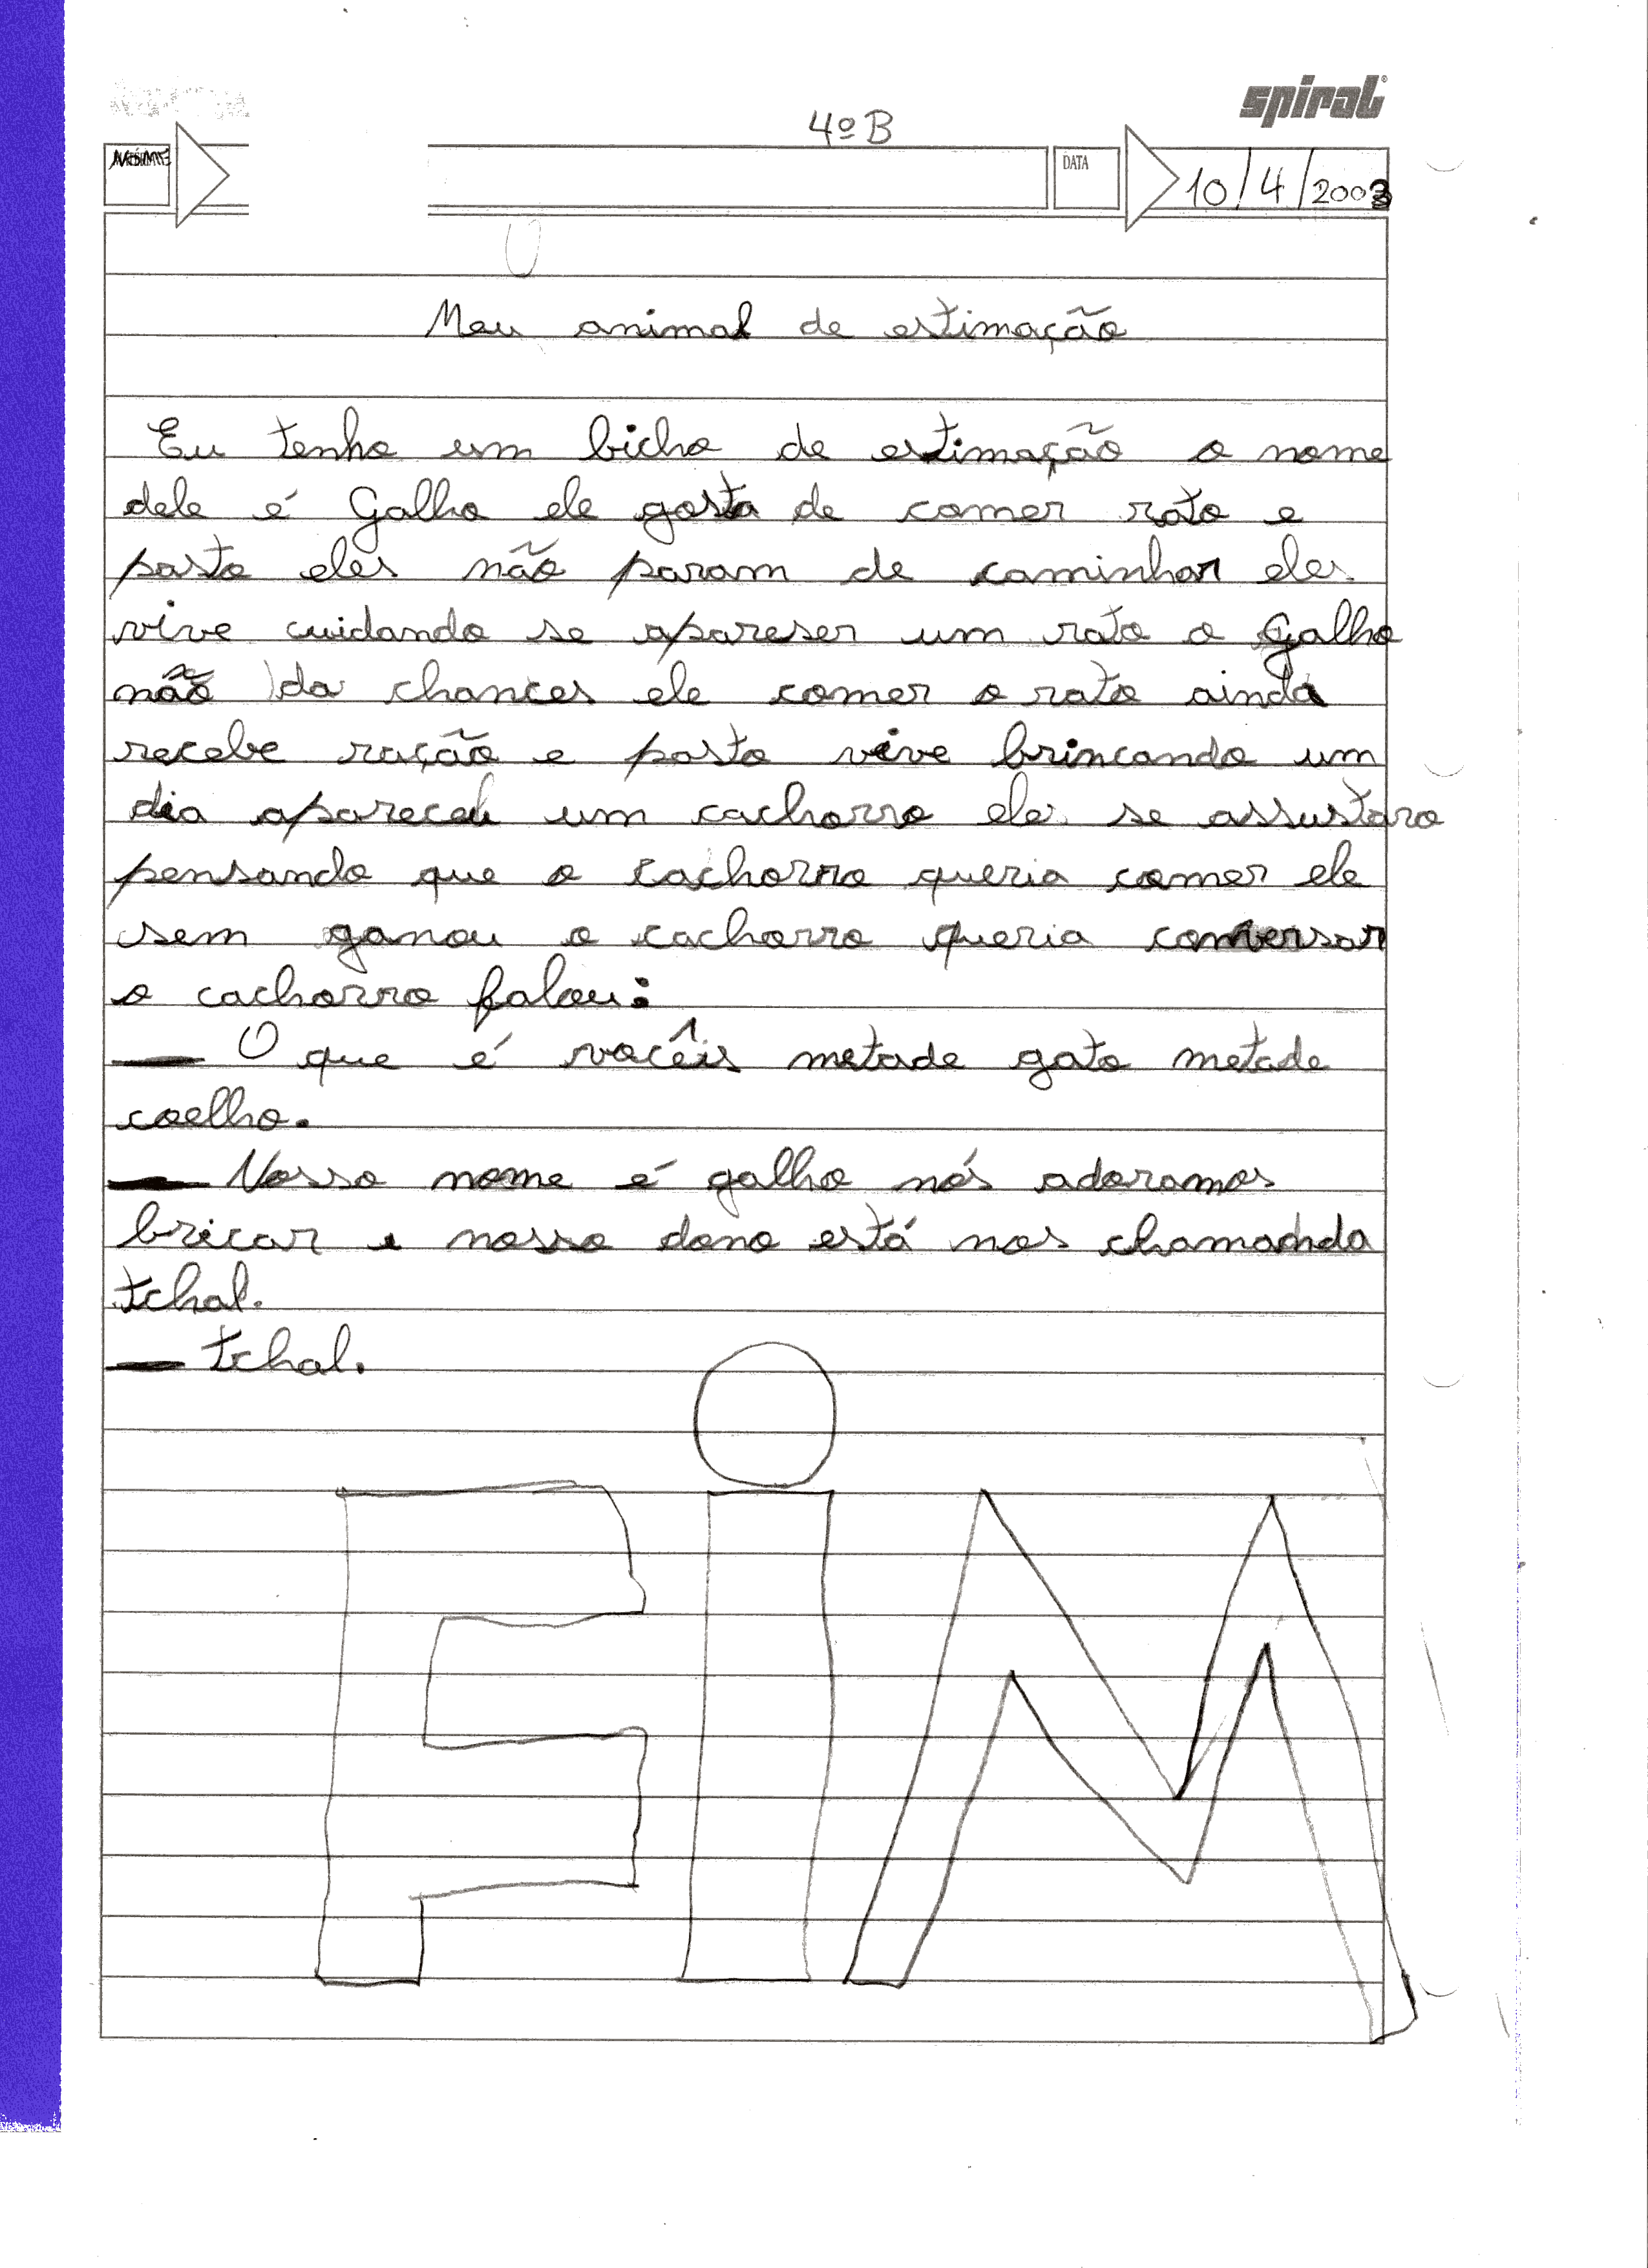 spiral
4º B
DATA
10/4/2003
Meu animal de estimação
Eu tenho um bicho de estimação o nome
dele é Galho ele gosta de comer rato e
pasto eles não param de caminhar eles
vive cuidando se apareser um rato o Galho
não da chances ele comer o rato ainda
recebe ração e pasto vive brincando um
dia apareceu um cachorro eles se assustaro
pensando que o cachorro queria comer ele
sem ganou o cachorro queria conversar
o cachorro falou:
— O que é vocêis metade gato metade
coelho.
— Nosso nome é galho nós adoramos
bricar e nosso dono está nos chamando
tchal.
— tchal.
FiM